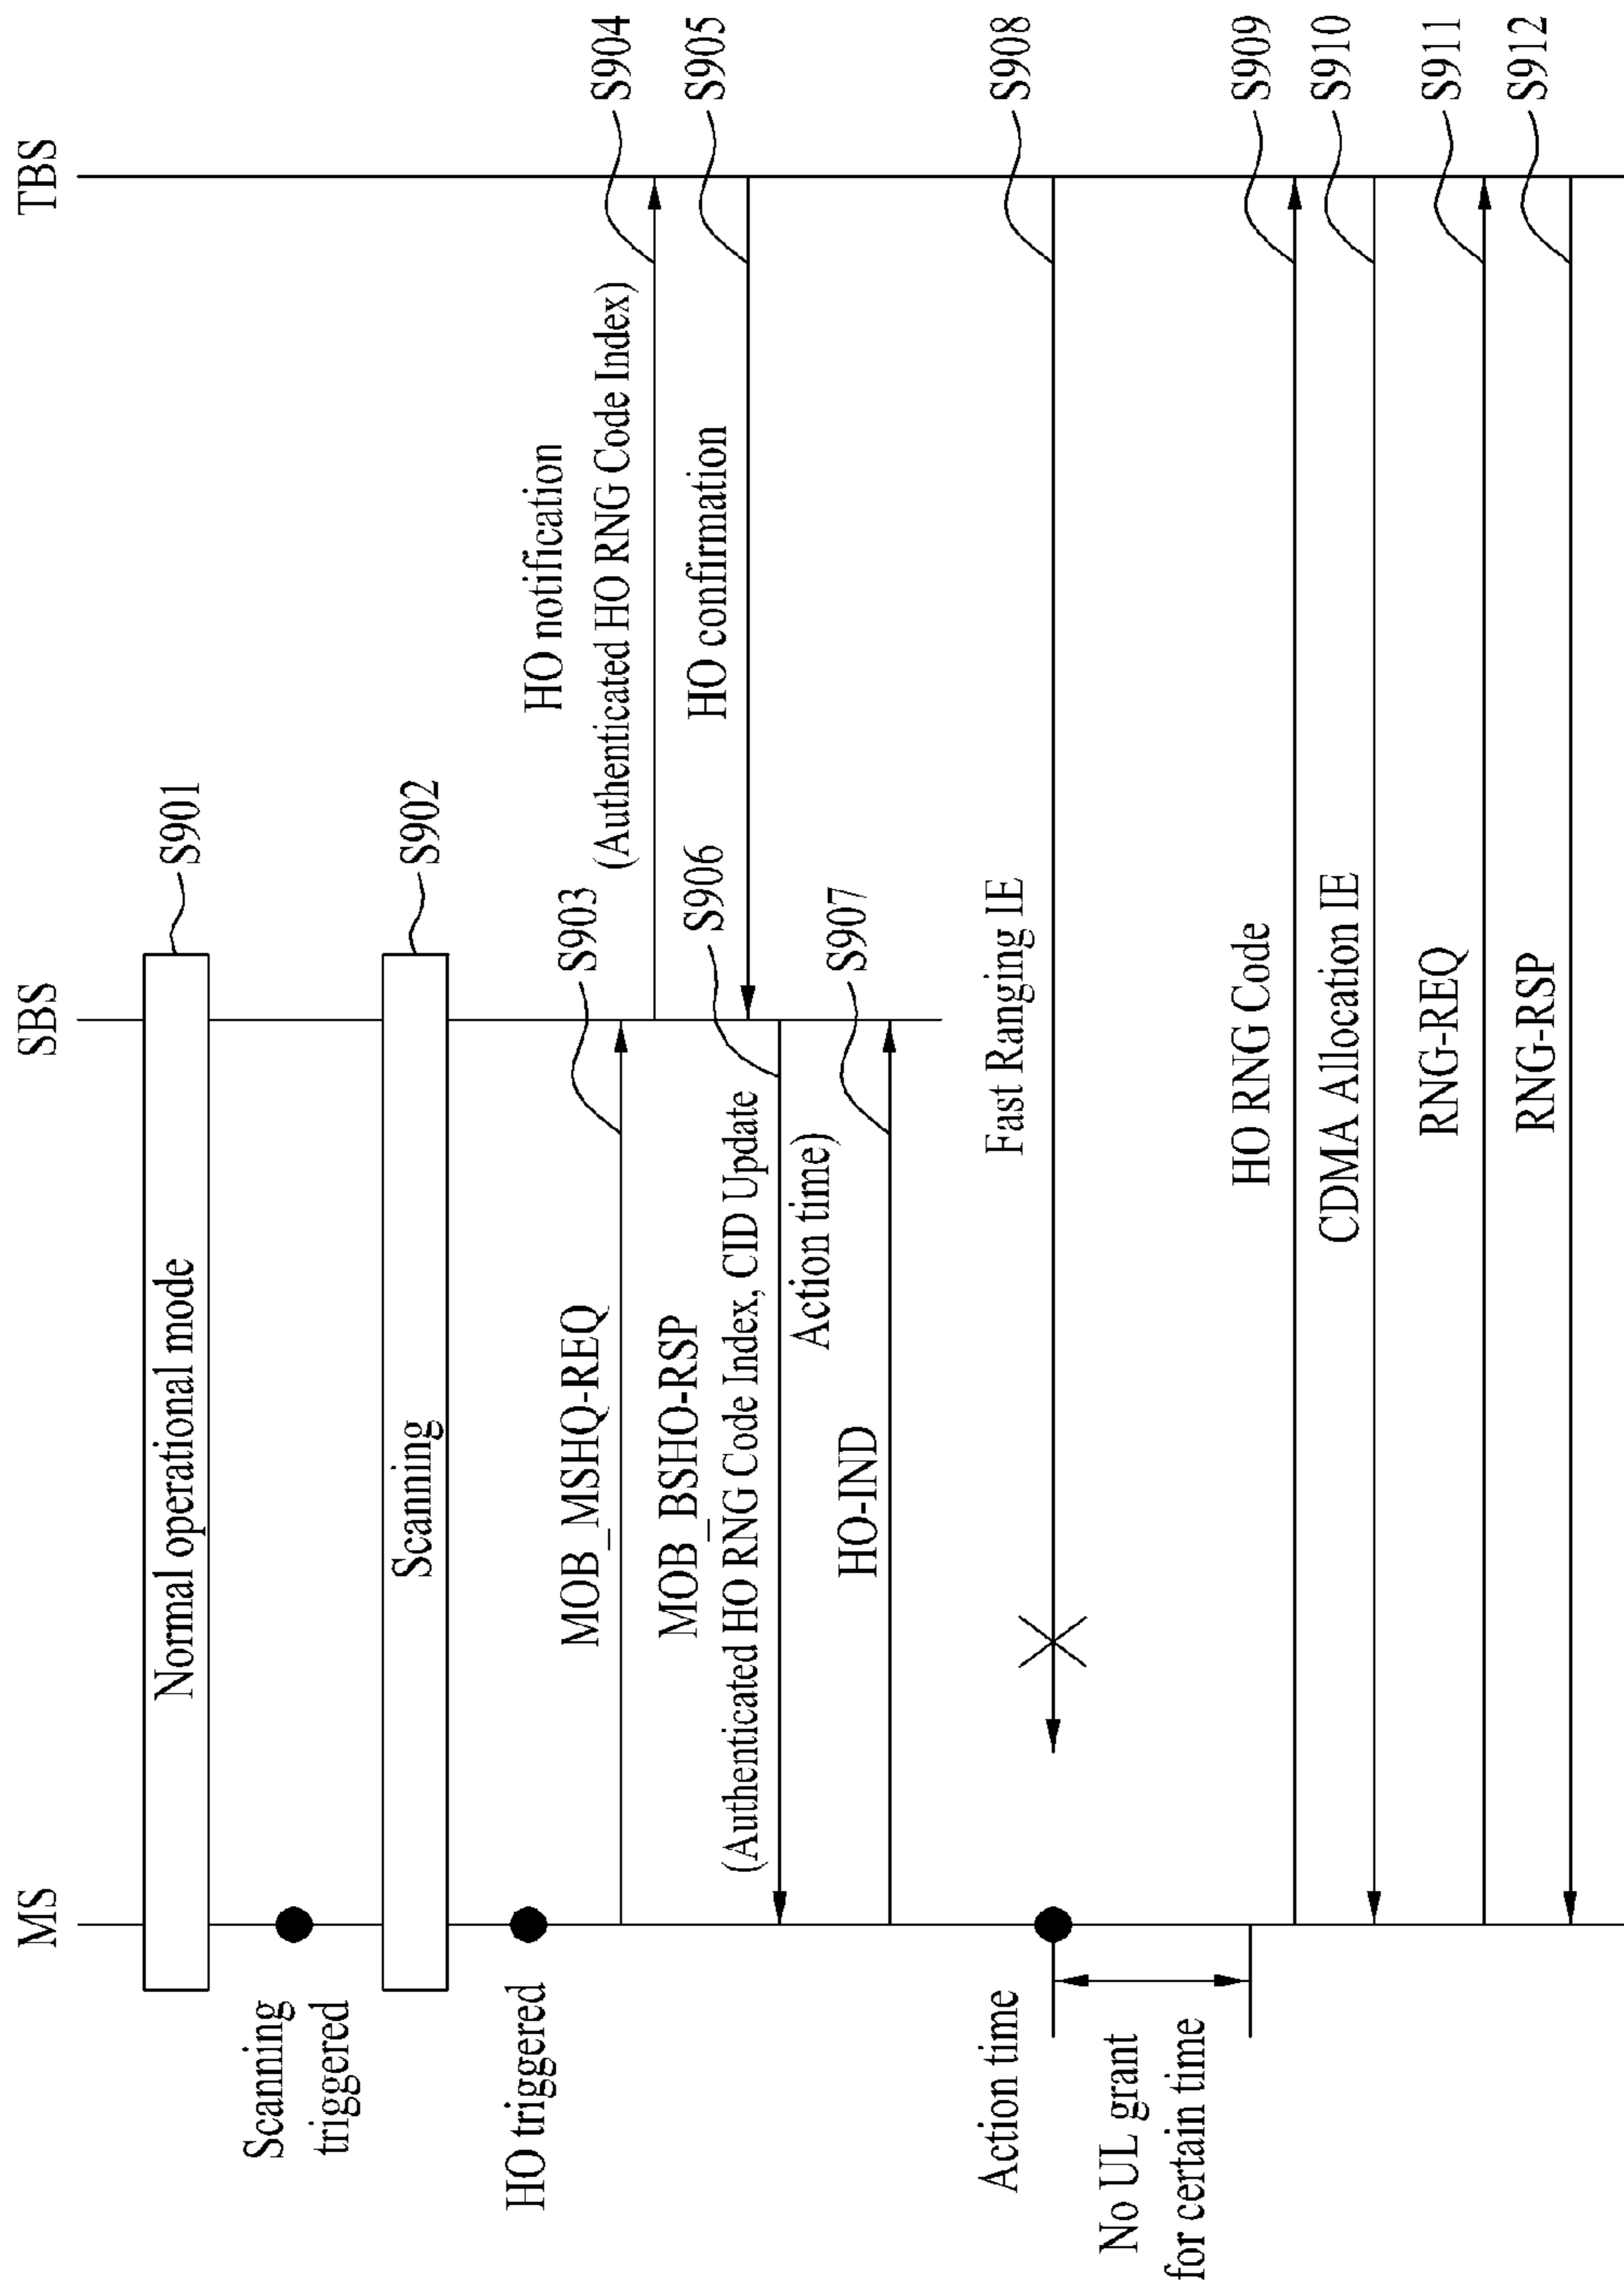 MS
SBS
TBS
Normal operational mode
S901
Scanning
triggered
Scanning
S902
HO triggered
MOB_MSHQ-REQ
S903
HO notification
(Authenticated HO RNG Code Index)
S904
HO confirmation
S905
MOB_BSHO-RSP
(Authenticated HO RNG Code Index, CID Update
Action time)
S906
HO-IND
S907
Action time
Fast Ranging IE
S908
No UL grant
for certain time
HO RNG Code
S909
CDMA Allocation IE
S910
RNG-REQ
S911
RNG-RSP
S912